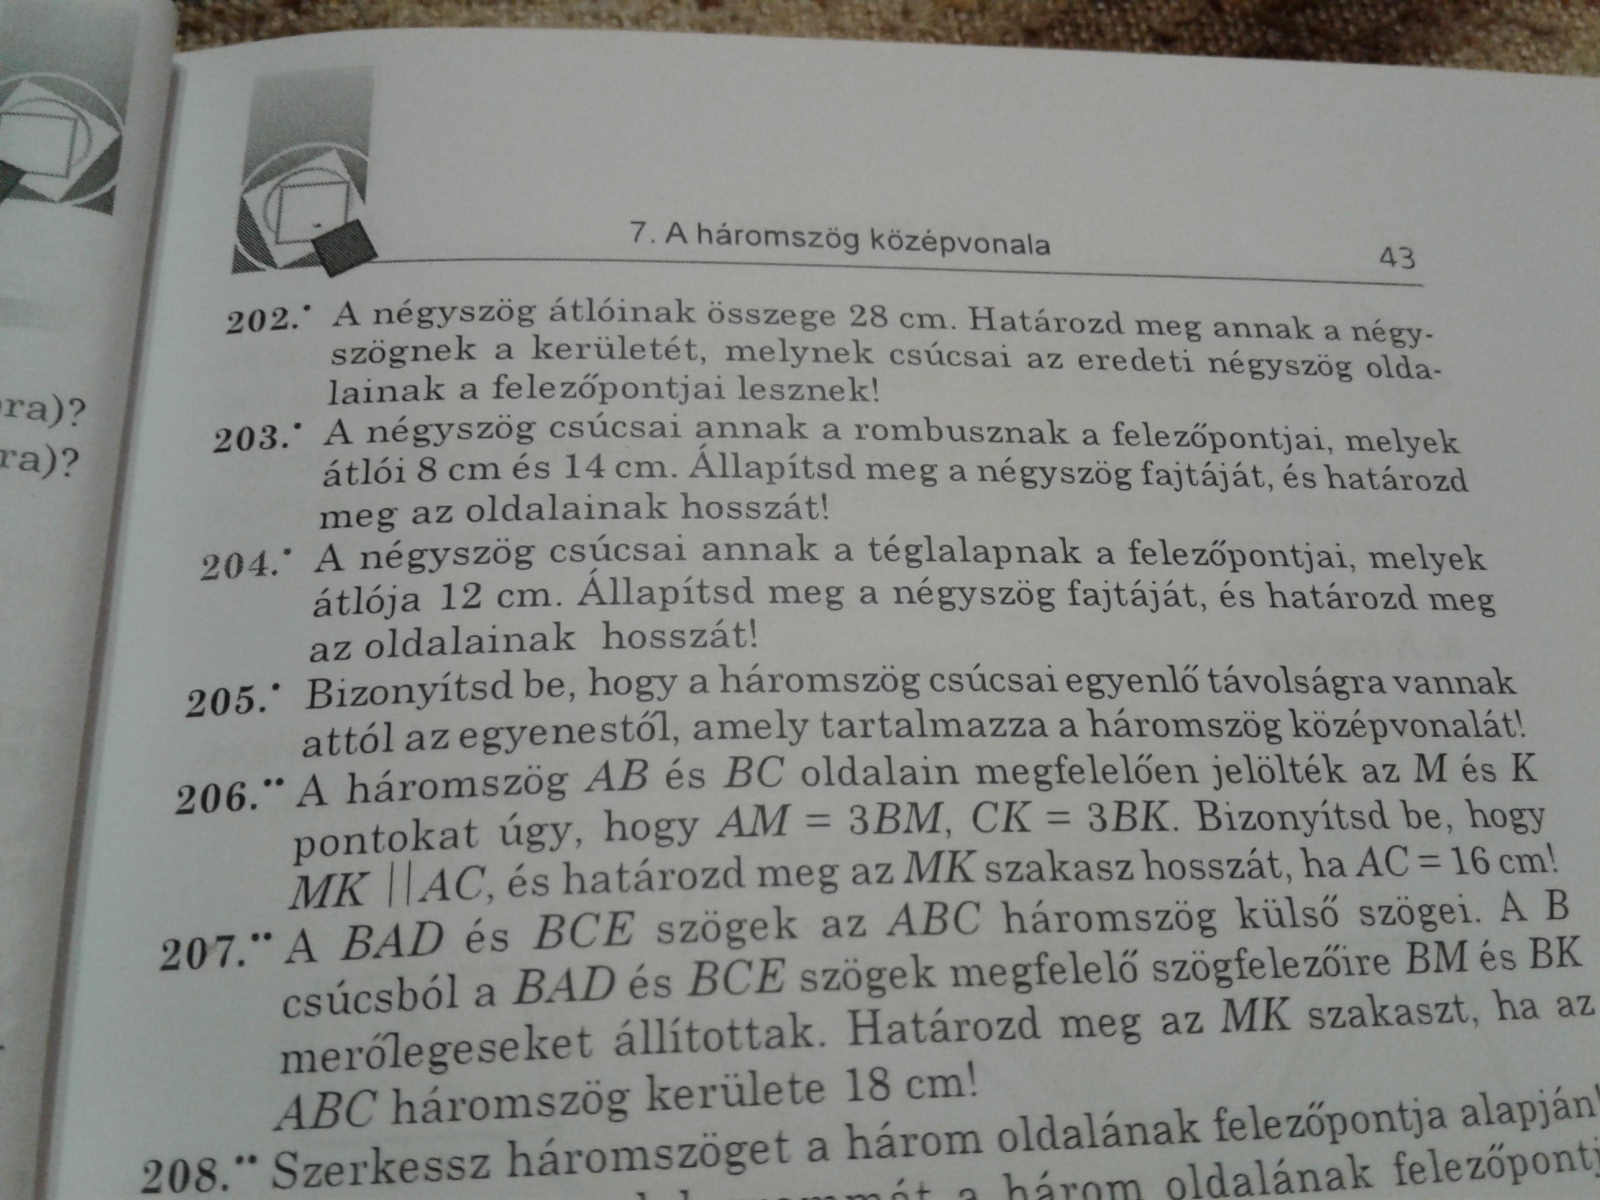 7. A háromszög középvonala 43
ra)?
ra)?
202.• A négyszög átlóinak összege 28 cm. Határozd meg annak a négy-
szögnek a kerületét, melynek csúcsai az eredeti négyszög olda-
lainak a felezőpontjai lesznek!
203.• A négyszög csúcsai annak a rombusznak a felezőpontjai, melyek
átlói 8 cm és 14 cm. Állapítsd meg a négyszög fajtáját, és határozd
meg az oldalainak hosszát!
204.• A négyszög csúcsai annak a téglalapnak a felezőpontjai, melyek
átlója 12 cm. Állapítsd meg a négyszög fajtáját, és határozd meg
az oldalainak hosszát!
205.• Bizonyítsd be, hogy a háromszög csúcsai egyenlő távolságra vannak
attól az egyenestől, amely tartalmazza a háromszög középvonalát!
206.•• A háromszög AB és BC oldalain megfelelően jelölték az M és K
pontokat úgy, hogy AM = 3BM, CK = 3BK. Bizonyítsd be, hogy
MK || AC, és határozd meg az MK szakasz hosszát, ha AC = 16 cm!
207.•• A BAD és BCE szögek az ABC háromszög külső szögei. A B
csúcsból a BAD és BCE szögek megfelelő szögfelezőire BM és BK
merőlegeseket állítottak. Határozd meg az MK szakaszt, ha az
ABC háromszög kerülete 18 cm!
208.•• Szerkessz háromszöget a három oldalának felezőpontja alapján!
a három oldalának felezőpontj